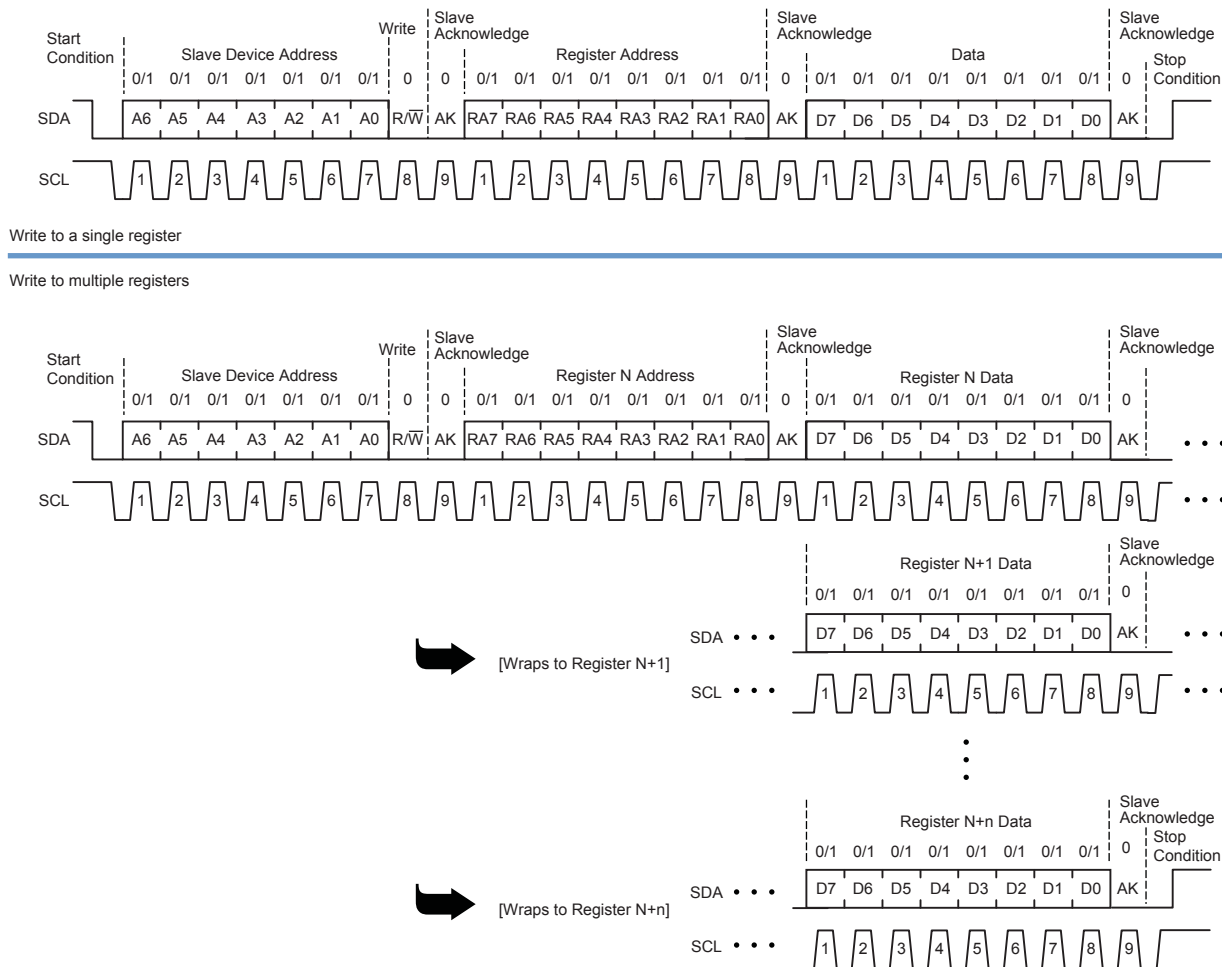 Start Condition Slave Device Address Write Slave Acknowledge Register Address Slave Acknowledge Data Slave Acknowledge Stop Condition
0/1 0/1 0/1 0/1 0/1 0/1 0/1 0 0 0/1 0/1 0/1 0/1 0/1 0/1 0/1 0/1 0 0/1 0/1 0/1 0/1 0/1 0/1 0/1 0/1 0
SDA A6 A5 A4 A3 A2 A1 A0 R/W̅ AK RA7 RA6 RA5 RA4 RA3 RA2 RA1 RA0 AK D7 D6 D5 D4 D3 D2 D1 D0 AK
SCL 1 2 3 4 5 6 7 8 9 1 2 3 4 5 6 7 8 9 1 2 3 4 5 6 7 8 9
Write to a single register
Write to multiple registers
Start Condition Slave Device Address Write Slave Acknowledge Register N Address Slave Acknowledge Register N Data Slave Acknowledge
0/1 0/1 0/1 0/1 0/1 0/1 0/1 0 0 0/1 0/1 0/1 0/1 0/1 0/1 0/1 0/1 0 0/1 0/1 0/1 0/1 0/1 0/1 0/1 0/1 0
SDA A6 A5 A4 A3 A2 A1 A0 R/W̅ AK RA7 RA6 RA5 RA4 RA3 RA2 RA1 RA0 AK D7 D6 D5 D4 D3 D2 D1 D0 AK • • •
SCL 1 2 3 4 5 6 7 8 9 1 2 3 4 5 6 7 8 9 1 2 3 4 5 6 7 8 9 • • •
Register N+1 Data Slave Acknowledge
0/1 0/1 0/1 0/1 0/1 0/1 0/1 0/1 0
SDA • • • D7 D6 D5 D4 D3 D2 D1 D0 AK • • •
[Wraps to Register N+1]
SCL • • • 1 2 3 4 5 6 7 8 9 • • •
Register N+n Data Slave Acknowledge Stop Condition
0/1 0/1 0/1 0/1 0/1 0/1 0/1 0/1 0
SDA • • • D7 D6 D5 D4 D3 D2 D1 D0 AK
[Wraps to Register N+n]
SCL • • • 1 2 3 4 5 6 7 8 9